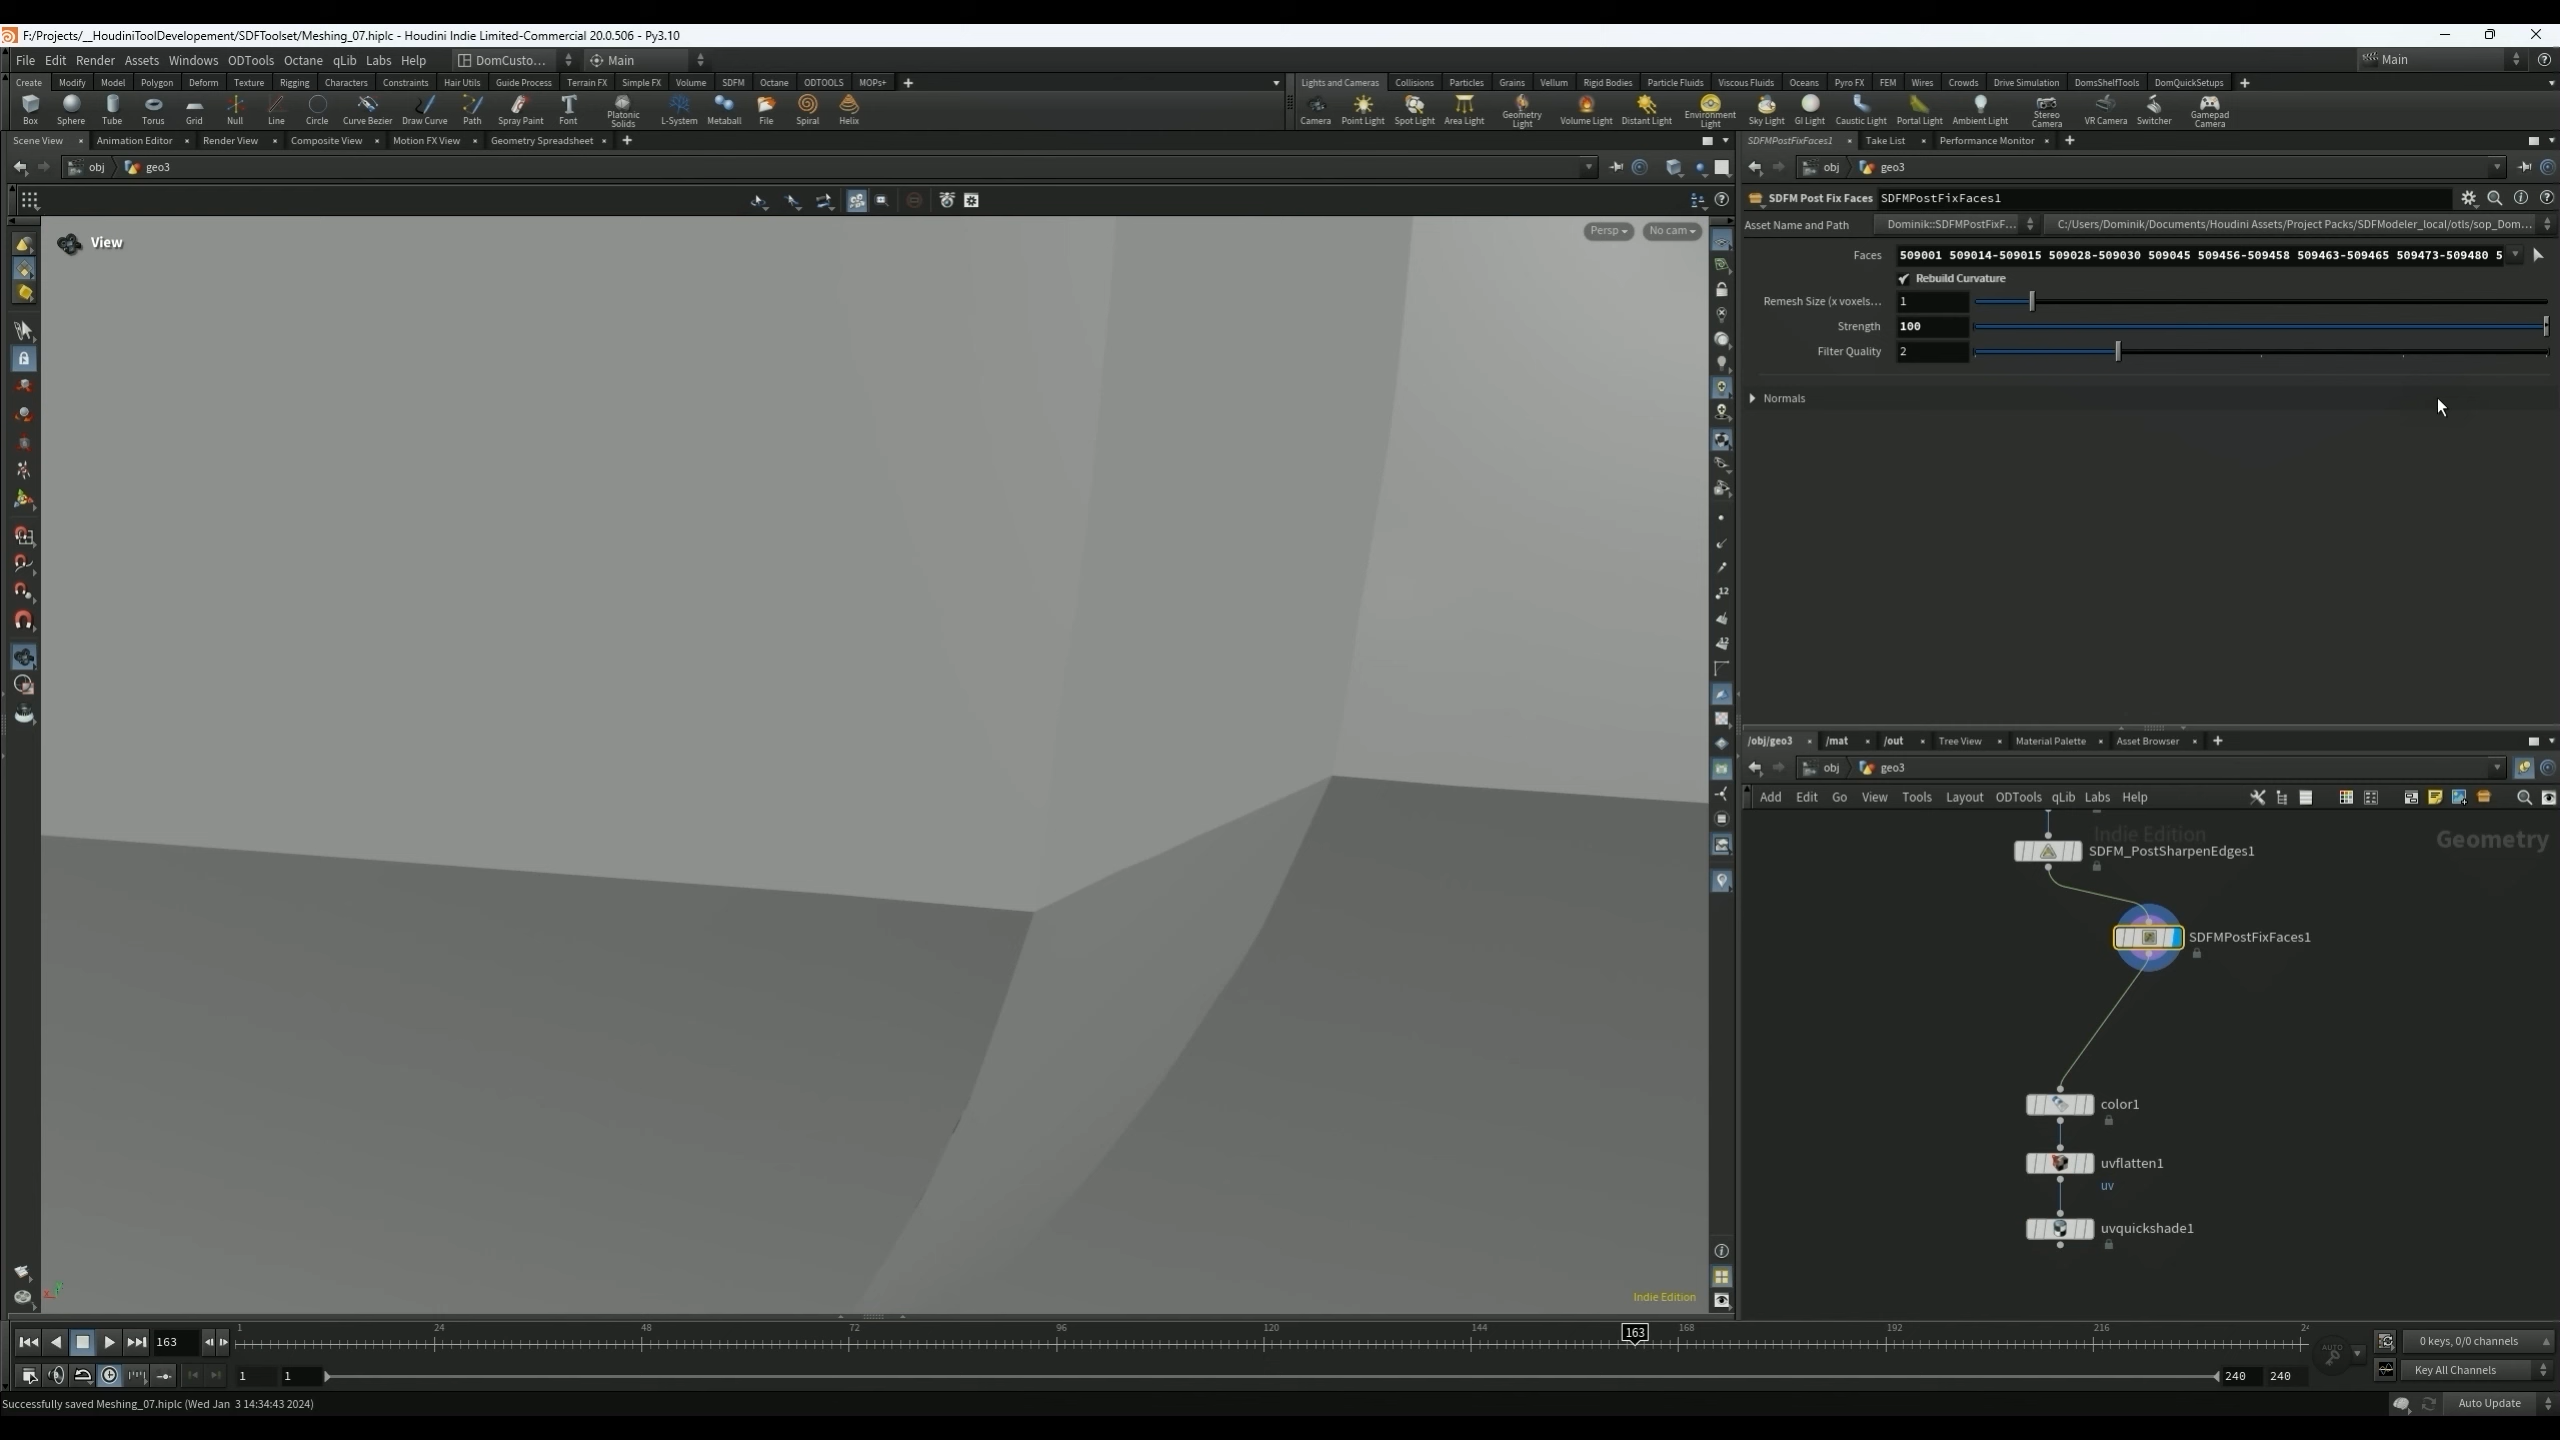 F:/Projects/__HoudiniToolDevelopement/SDFToolset/Meshing_07.hiplc - Houdini Indie Limited-Commercial 20.0.506 - Py3.10
File Edit Render Assets Windows ODTools Octane qLib Labs Help DomCusto... Main Main
Create Modify Model Polygon Deform Texture Rigging Characters Constraints Hair Utils Guide Process Terrain FX Simple FX Volume SDFM Octane ODTOOLS MOPs+
Lights and Cameras Collisions Particles Grains Vellum Rigid Bodies Particle Fluids Viscous Fluids Oceans Pyro FX FEM Wires Crowds Drive Simulation DomsShelfTools DomQuickSetups
Box Sphere Tube Torus Grid Null Line Circle Curve Bezier Draw Curve Path Spray Paint Font Platonic Solids L-System Metaball File Spiral Helix
Camera Point Light Spot Light Area Light Geometry Light Volume Light Distant Light Environment Light Sky Light GI Light Caustic Light Portal Light Ambient Light Stereo Camera VR Camera Switcher Gamepad Camera
Scene View Animation Editor Render View Composite View Motion FX View Geometry Spreadsheet
obj geo3
View
Persp No cam
Indie Edition
SDFMPostFixFaces1 Take List Performance Monitor
obj geo3
SDFM Post Fix Faces SDFMPostFixFaces1
Asset Name and Path Dominik::SDFMPostFixF... C:/Users/Dominik/Documents/Houdini Assets/Project Packs/SDFModeler_local/otls/sop_Dom...
Faces 509001 509014-509015 509028-509030 509045 509456-509458 509463-509465 509473-509480 5
Rebuild Curvature
Remesh Size (x voxels... 1
Strength 100
Filter Quality 2
Normals
/obj/geo3 /mat /out Tree View Material Palette Asset Browser
obj geo3
Add Edit Go View Tools Layout ODTools qLib Labs Help
Indie Edition
Geometry
SDFM_PostSharpenEdges1
SDFMPostFixFaces1
color1
uvflatten1
uv
uvquickshade1
163
1 24 48 72 96 120 144 163 168 192 216 24
AUTO
0 keys, 0/0 channels
1 1 240 240
Key All Channels
Successfully saved Meshing_07.hiplc (Wed Jan 3 14:34:43 2024)
Auto Update